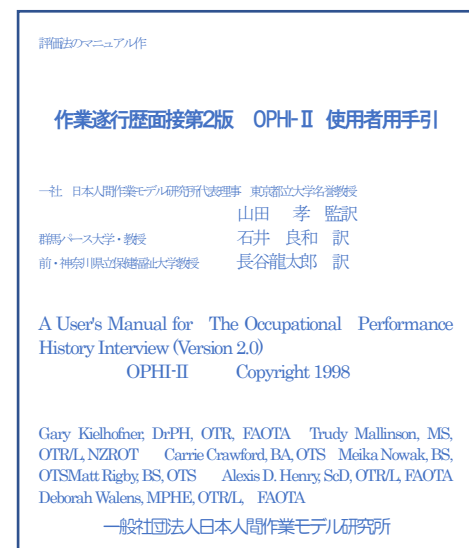 評価法のマニュアル作
作業遂行歴面接第2版 OPHI-Ⅱ 使用者用手引
一社 日本人間作業モデル研究所代表理事 東京都立大学名誉教授
山田 孝 監訳
群馬パース大学・教授 石井 良和 訳
前・神奈川県立保健福祉大学教授 長谷龍太郎 訳
A User's Manual for The Occupational Performance
History Interview (Version 2.0)
OPHI-II Copyright 1998
Gary Kielhofner, DrPH, OTR, FAOTA Trudy Mallinson, MS,
OTR/L, NZROT Carrie Crawford, BA, OTS Meika Nowak, BS,
OTSMatt Rigby, BS, OTS Alexis D. Henry, ScD, OTR/L, FAOTA
Deborah Walens, MPHE, OTR/L, FAOTA
一般社団法人日本人間作業モデル研究所